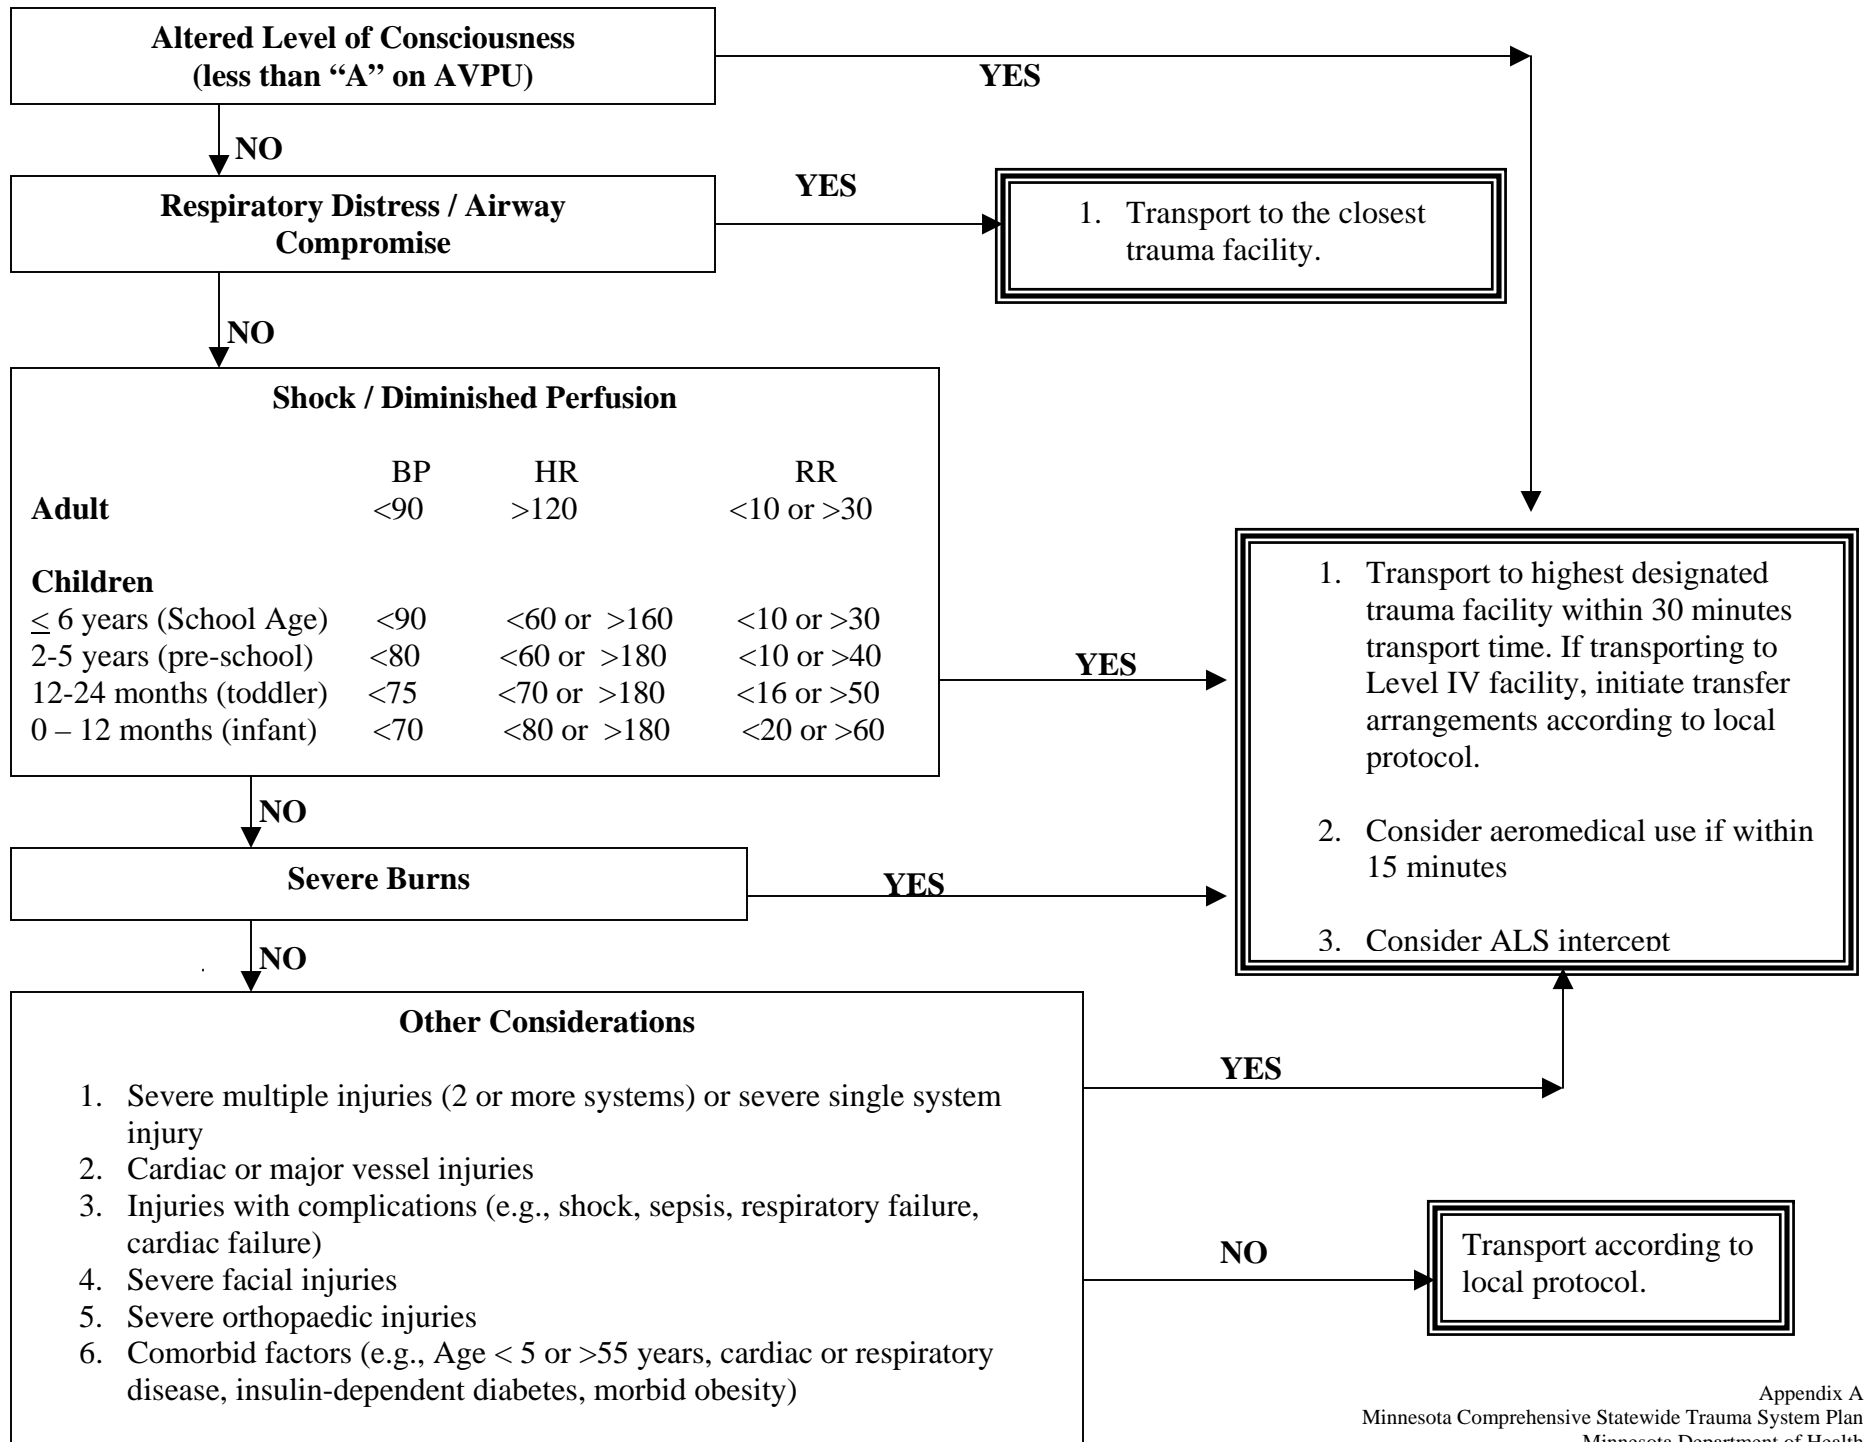 Altered Level of Consciousness
(less than “A” on AVPU)
YES
NO
Respiratory Distress / Airway
Compromise
YES
1. Transport to the closest
trauma facility.
NO
Shock / Diminished Perfusion
BP HR RR
Adult <90 >120 <10 or >30
Children
≤ 6 years (School Age) <90 <60 or >160 <10 or >30
2-5 years (pre-school) <80 <60 or >180 <10 or >40
12-24 months (toddler) <75 <70 or >180 <16 or >50
0 – 12 months (infant) <70 <80 or >180 <20 or >60
YES
1. Transport to highest designated
trauma facility within 30 minutes
transport time. If transporting to
Level IV facility, initiate transfer
arrangements according to local
protocol.
2. Consider aeromedical use if within
15 minutes
3. Consider ALS intercept
NO
Severe Burns
YES
NO
Other Considerations
1. Severe multiple injuries (2 or more systems) or severe single system
injury
2. Cardiac or major vessel injuries
3. Injuries with complications (e.g., shock, sepsis, respiratory failure,
cardiac failure)
4. Severe facial injuries
5. Severe orthopaedic injuries
6. Comorbid factors (e.g., Age < 5 or >55 years, cardiac or respiratory
disease, insulin-dependent diabetes, morbid obesity)
YES
NO
Transport according to
local protocol.
Appendix A
Minnesota Comprehensive Statewide Trauma System Plan
Minnesota Department of Health